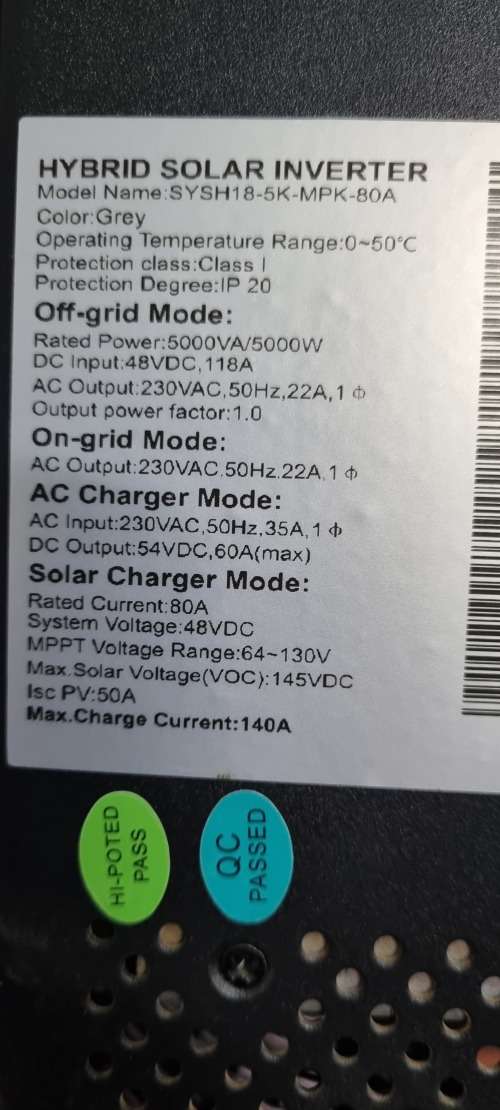 HYBRID SOLAR INVERTER
Model Name:SYSH18-5K-MPK-80A
Color:Grey
Operating Temperature Range:0~50°C
Protection class:Class I
Protection Degree:IP 20
Off-grid Mode:
Rated Power:5000VA/5000W
DC Input:48VDC,118A
AC Output:230VAC,50Hz,22A,1 ϕ
Output power factor:1.0
On-grid Mode:
AC Output:230VAC,50Hz,22A,1 ϕ
AC Charger Mode:
AC Input:230VAC,50Hz,35A,1 ϕ
DC Output:54VDC,60A(max)
Solar Charger Mode:
Rated Current:80A
System Voltage:48VDC
MPPT Voltage Range:64~130V
Max.Solar Voltage(VOC):145VDC
Isc PV:50A
Max.Charge Current:140A
HI-POTED
PASS
QC
PASSED